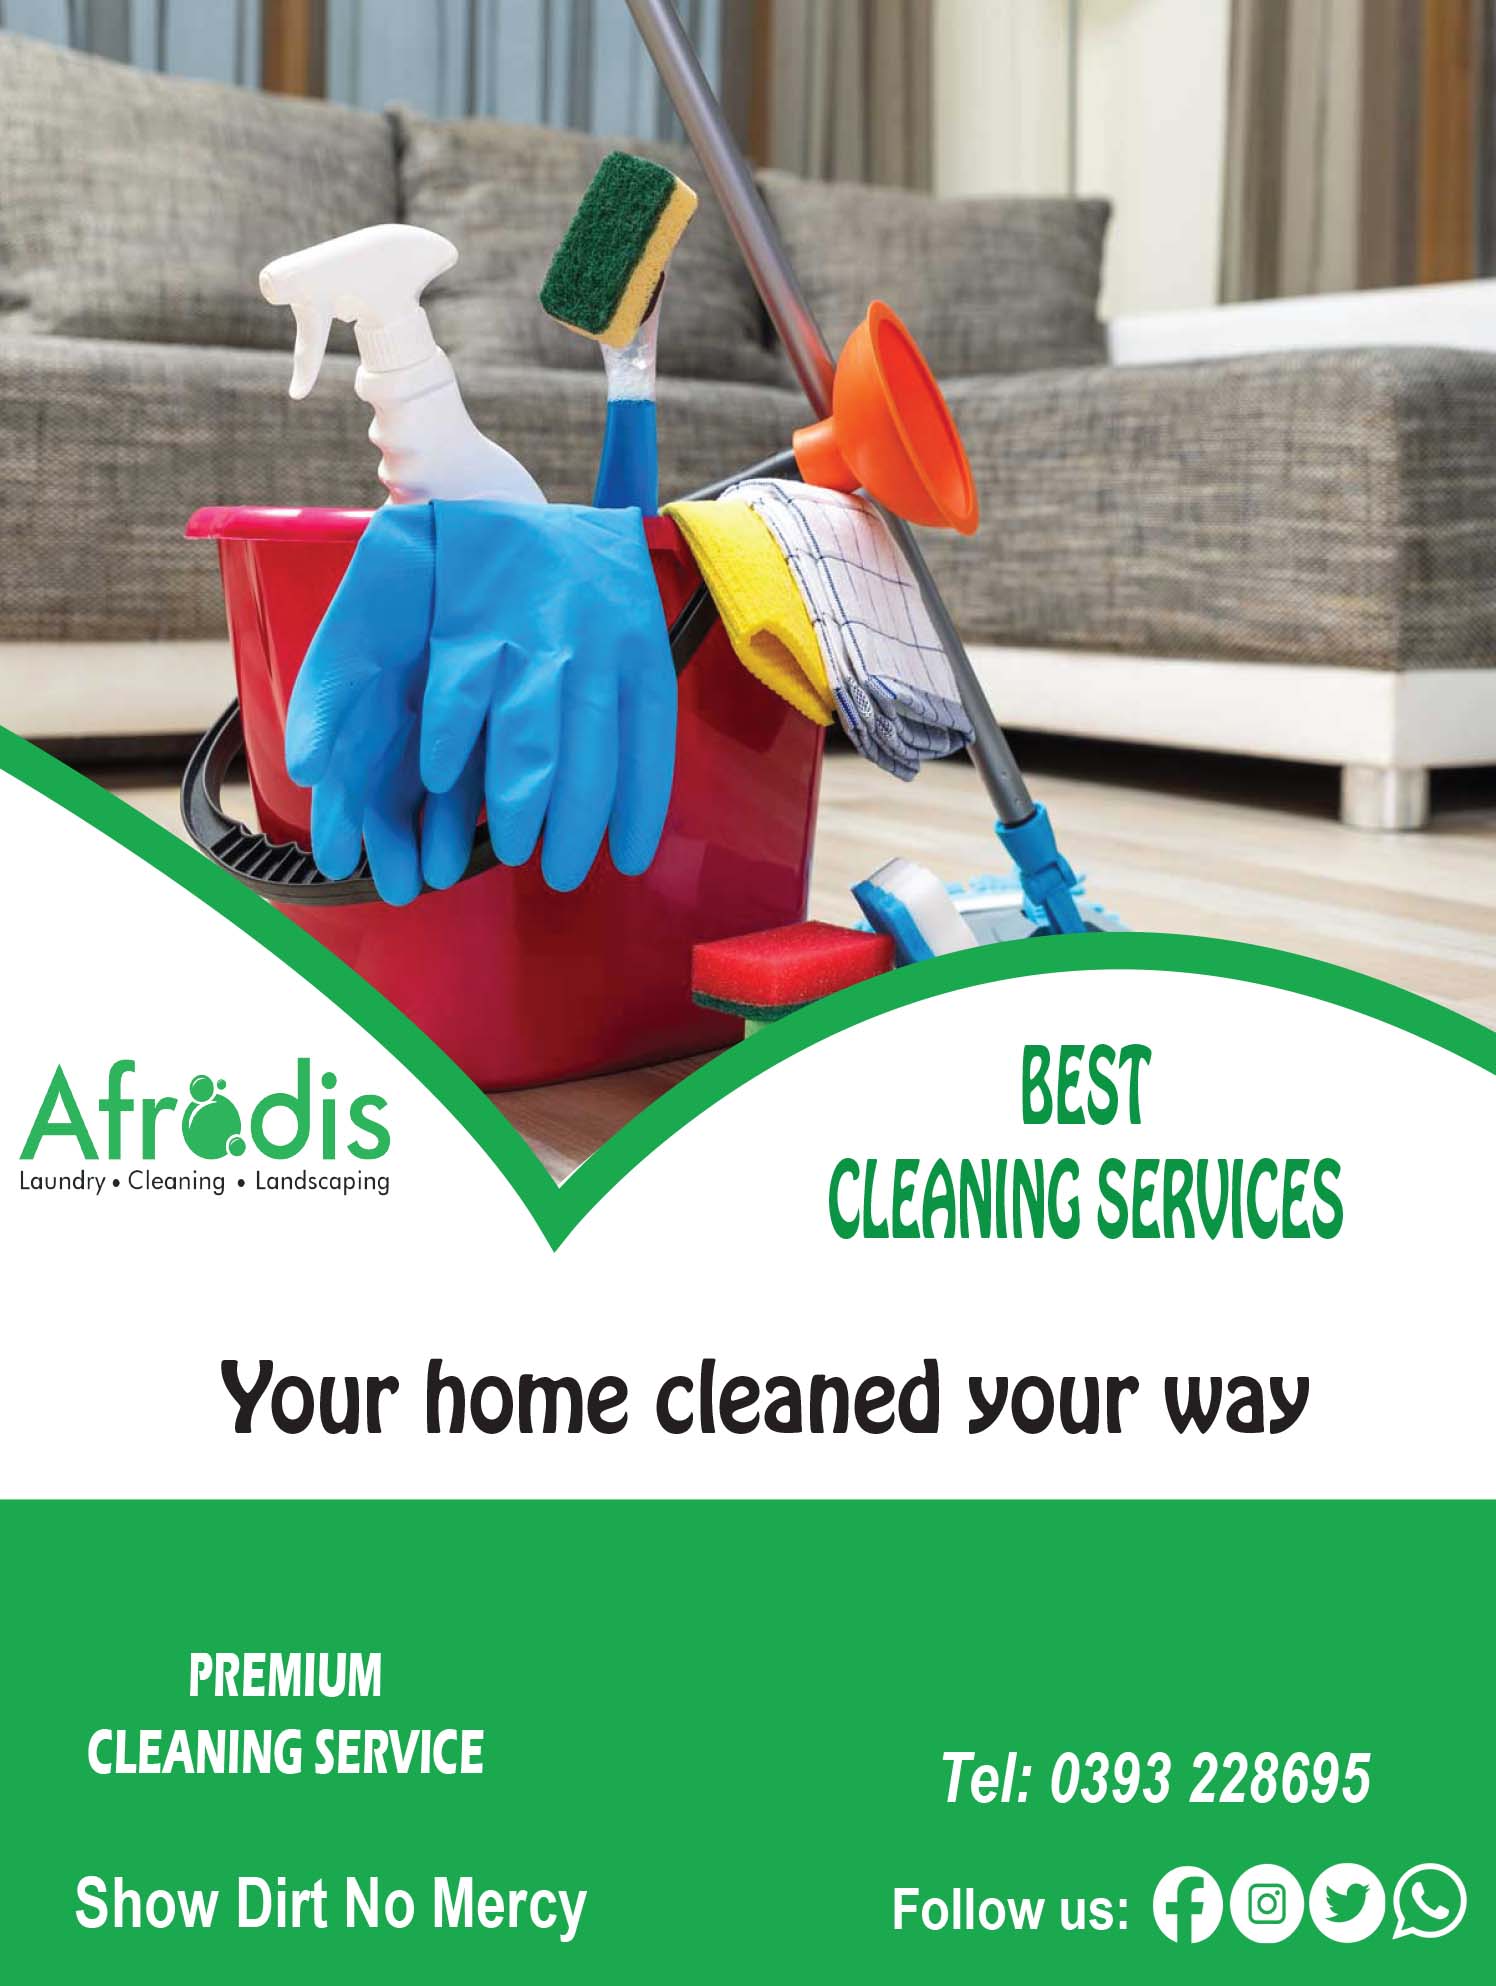 Afrodis
Laundry • Cleaning • Landscaping
BEST
CLEANING SERVICES
Your home cleaned your way
PREMIUM
CLEANING SERVICE
Show Dirt No Mercy
Tel: 0393 228695
Follow us: